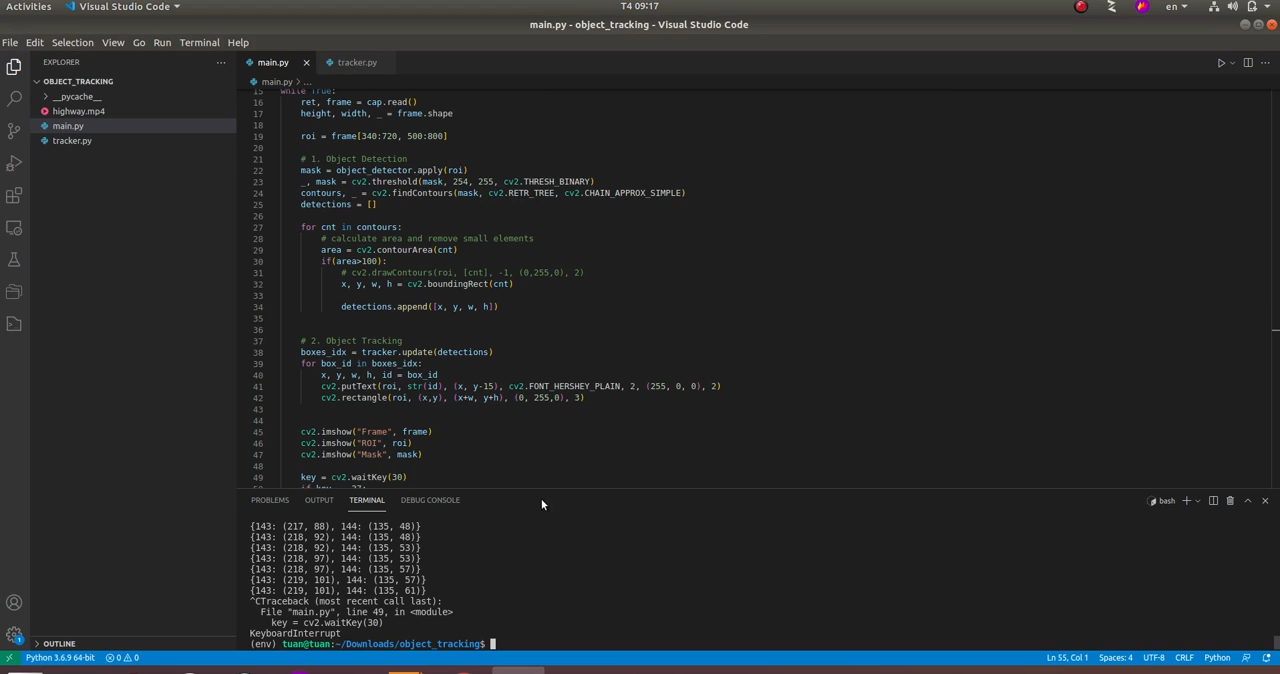 Activities Visual Studio Code T4 09:17 en
main.py - object_tracking - Visual Studio Code
File Edit Selection View Go Run Terminal Help
EXPLORER ...
OBJECT_TRACKING
__pycache__
highway.mp4
main.py
tracker.py
OUTLINE
main.py tracker.py
main.py > ...
15 while True:
16 ret, frame = cap.read()
17 height, width, _ = frame.shape
18
19 roi = frame[340:720, 500:800]
20
21 # 1. Object Detection
22 mask = object_detector.apply(roi)
23 _, mask = cv2.threshold(mask, 254, 255, cv2.THRESH_BINARY)
24 contours, _ = cv2.findContours(mask, cv2.RETR_TREE, cv2.CHAIN_APPROX_SIMPLE)
25 detections = []
26
27 for cnt in contours:
28 # calculate area and remove small elements
29 area = cv2.contourArea(cnt)
30 if(area>100):
31 # cv2.drawContours(roi, [cnt], -1, (0,255,0), 2)
32 x, y, w, h = cv2.boundingRect(cnt)
33
34 detections.append([x, y, w, h])
35
36
37 # 2. Object Tracking
38 boxes_idx = tracker.update(detections)
39 for box_id in boxes_idx:
40 x, y, w, h, id = box_id
41 cv2.putText(roi, str(id), (x, y-15), cv2.FONT_HERSHEY_PLAIN, 2, (255, 0, 0), 2)
42 cv2.rectangle(roi, (x,y), (x+w, y+h), (0, 255,0), 3)
43
44
45 cv2.imshow("Frame", frame)
46 cv2.imshow("ROI", roi)
47 cv2.imshow("Mask", mask)
48
49 key = cv2.waitKey(30)
PROBLEMS OUTPUT TERMINAL DEBUG CONSOLE bash
{143: (217, 88), 144: (135, 48)}
{143: (218, 92), 144: (135, 48)}
{143: (218, 92), 144: (135, 53)}
{143: (218, 97), 144: (135, 53)}
{143: (218, 97), 144: (135, 57)}
{143: (219, 101), 144: (135, 57)}
{143: (219, 101), 144: (135, 61)}
^CTraceback (most recent call last):
File "main.py", line 49, in <module>
key = cv2.waitKey(30)
KeyboardInterrupt
(env) tuan@tuan:~/Downloads/object_tracking$
Python 3.6.9 64-bit 0 0 Ln 55, Col 1 Spaces: 4 UTF-8 CRLF Python